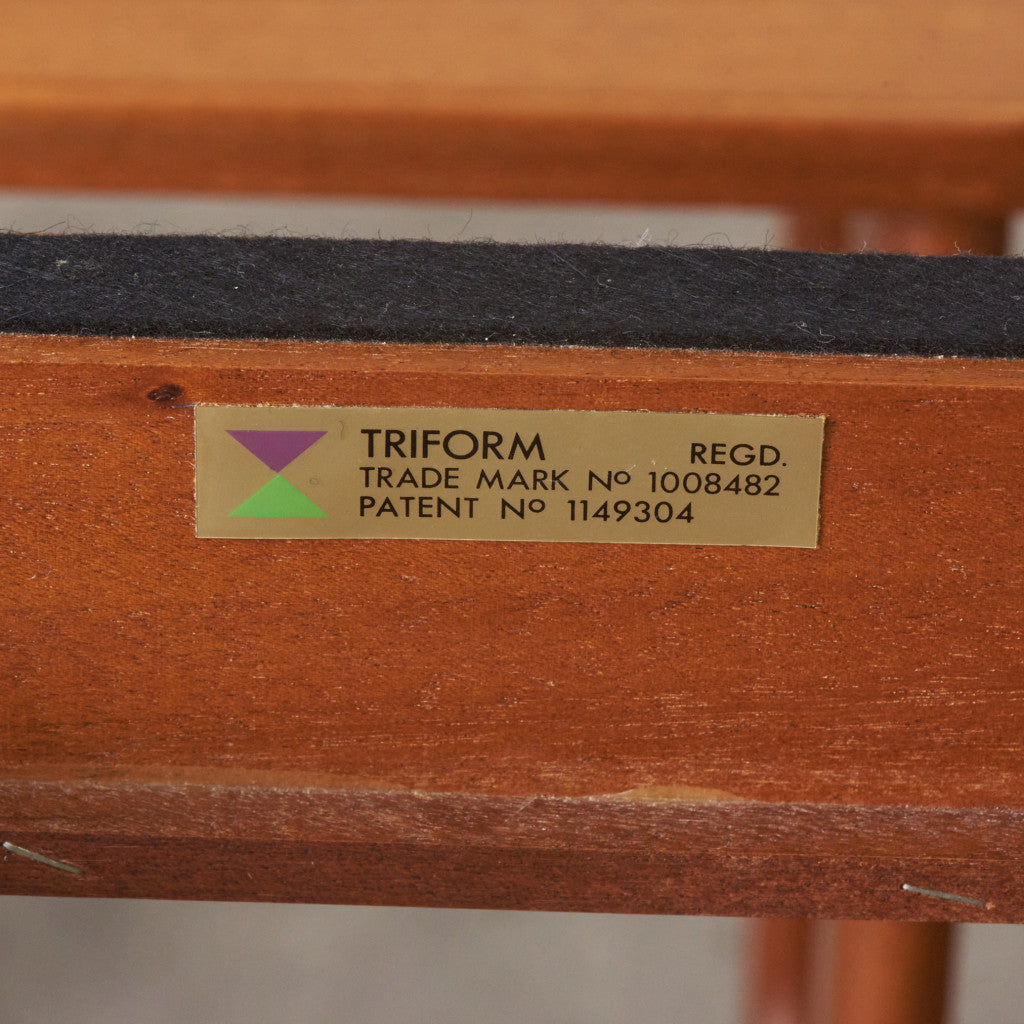 TRIFORM REGD.
TRADE MARK Nº 1008482
PATENT Nº 1149304